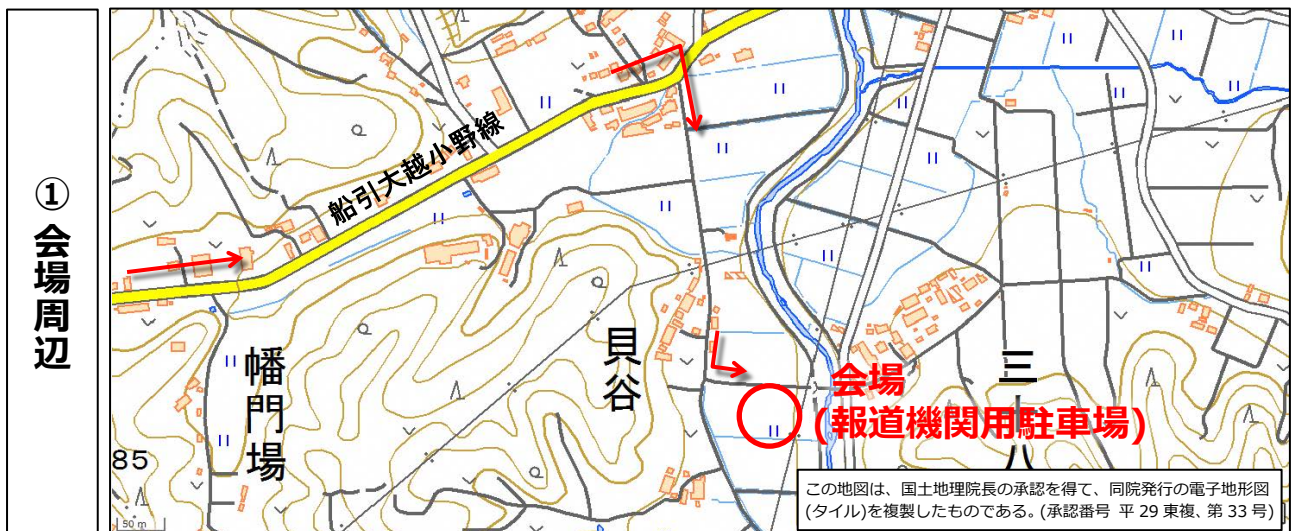 ①会場周辺
船引大越小野線
幡門場
貝谷
三十八
会場
(報道機関用駐車場)
85
50 m
この地図は、国土地理院長の承認を得て、同院発行の電子地形図
(タイル)を複製したものである。(承認番号 平 29 東複、第 33 号)